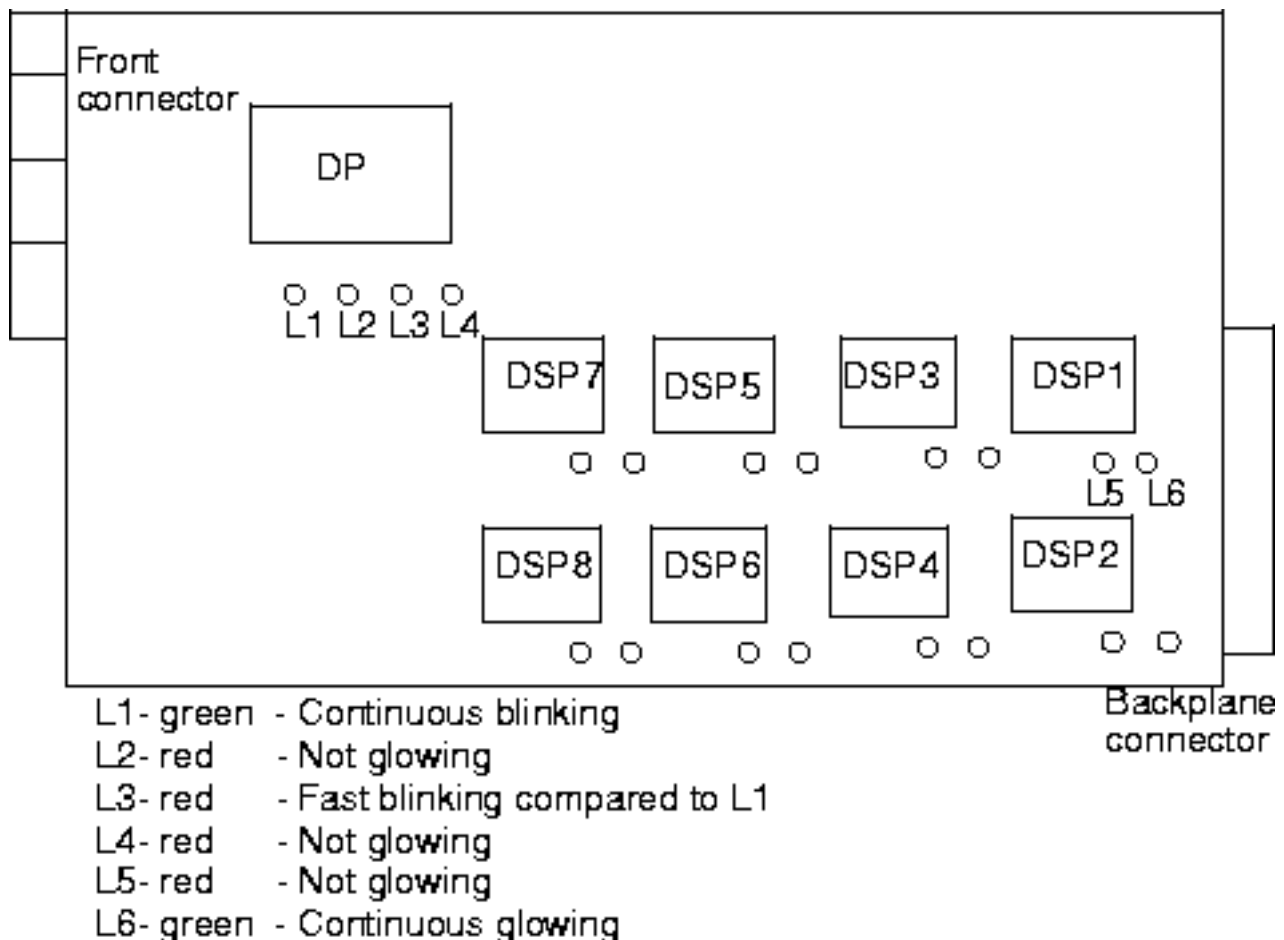 Front
connector
DP
L1 L2 L3 L4
DSP7 DSP5 DSP3 DSP1
L5 L6
DSP8 DSP6 DSP4 DSP2
Backplane
connector
L1- green - Continuous blinking
L2- red - Not glowing
L3- red - Fast blinking compared to L1
L4- red - Not glowing
L5- red - Not glowing
L6- green - Continuous glowing